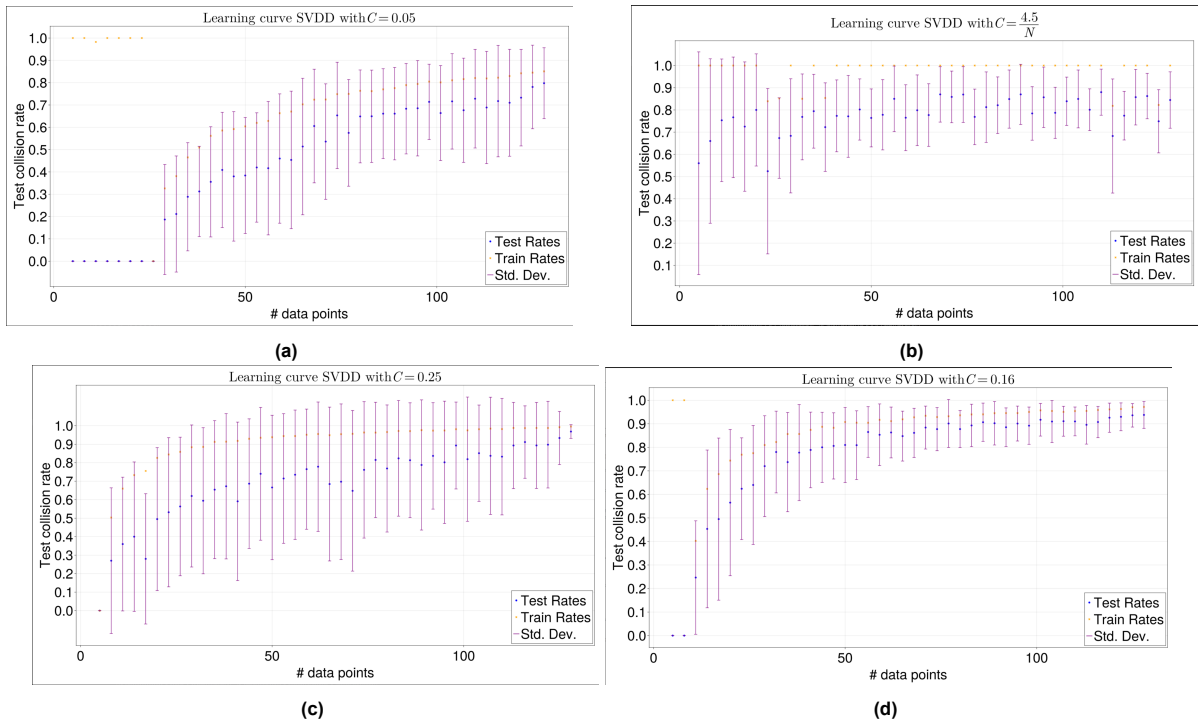 Learning curve SVDD with C = 0.05
Test collision rate
1.0
0.9
0.8
0.7
0.6
0.5
0.4
0.3
0.2
0.1
0.0
0
50
100
# data points
Test Rates
Train Rates
Std. Dev.
(a)
Learning curve SVDD with C = 4.5/N
Test collision rate
1.0
0.9
0.8
0.7
0.6
0.5
0.4
0.3
0.2
0.1
0
50
100
# data points
Test Rates
Train Rates
Std. Dev.
(b)
Learning curve SVDD with C = 0.25
Test collision rate
1.0
0.9
0.8
0.7
0.6
0.5
0.4
0.3
0.2
0.1
0.0
0
50
100
# data points
Test Rates
Train Rates
Std. Dev.
(c)
Learning curve SVDD with C = 0.16
Test collision rate
1.0
0.9
0.8
0.7
0.6
0.5
0.4
0.3
0.2
0.1
0.0
0
50
100
# data points
Test Rates
Train Rates
Std. Dev.
(d)